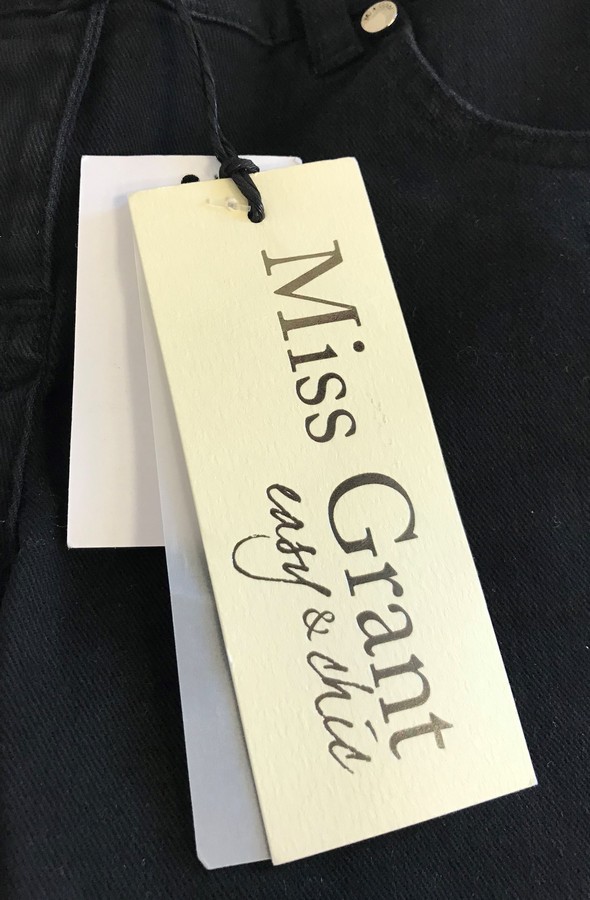 Miss Grant
easy & chic